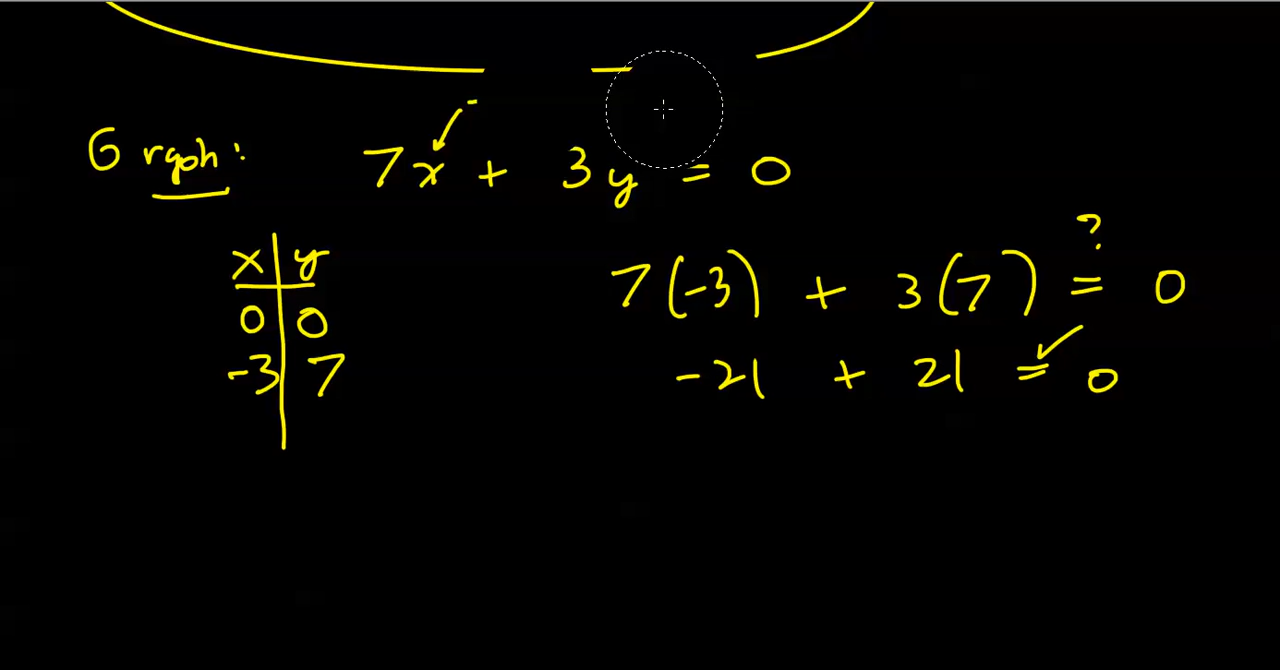 Graph: 7x + 3y = 0
x y
0 0
-3 7
7(-3) + 3(7) = 0
?
-21 + 21 = 0